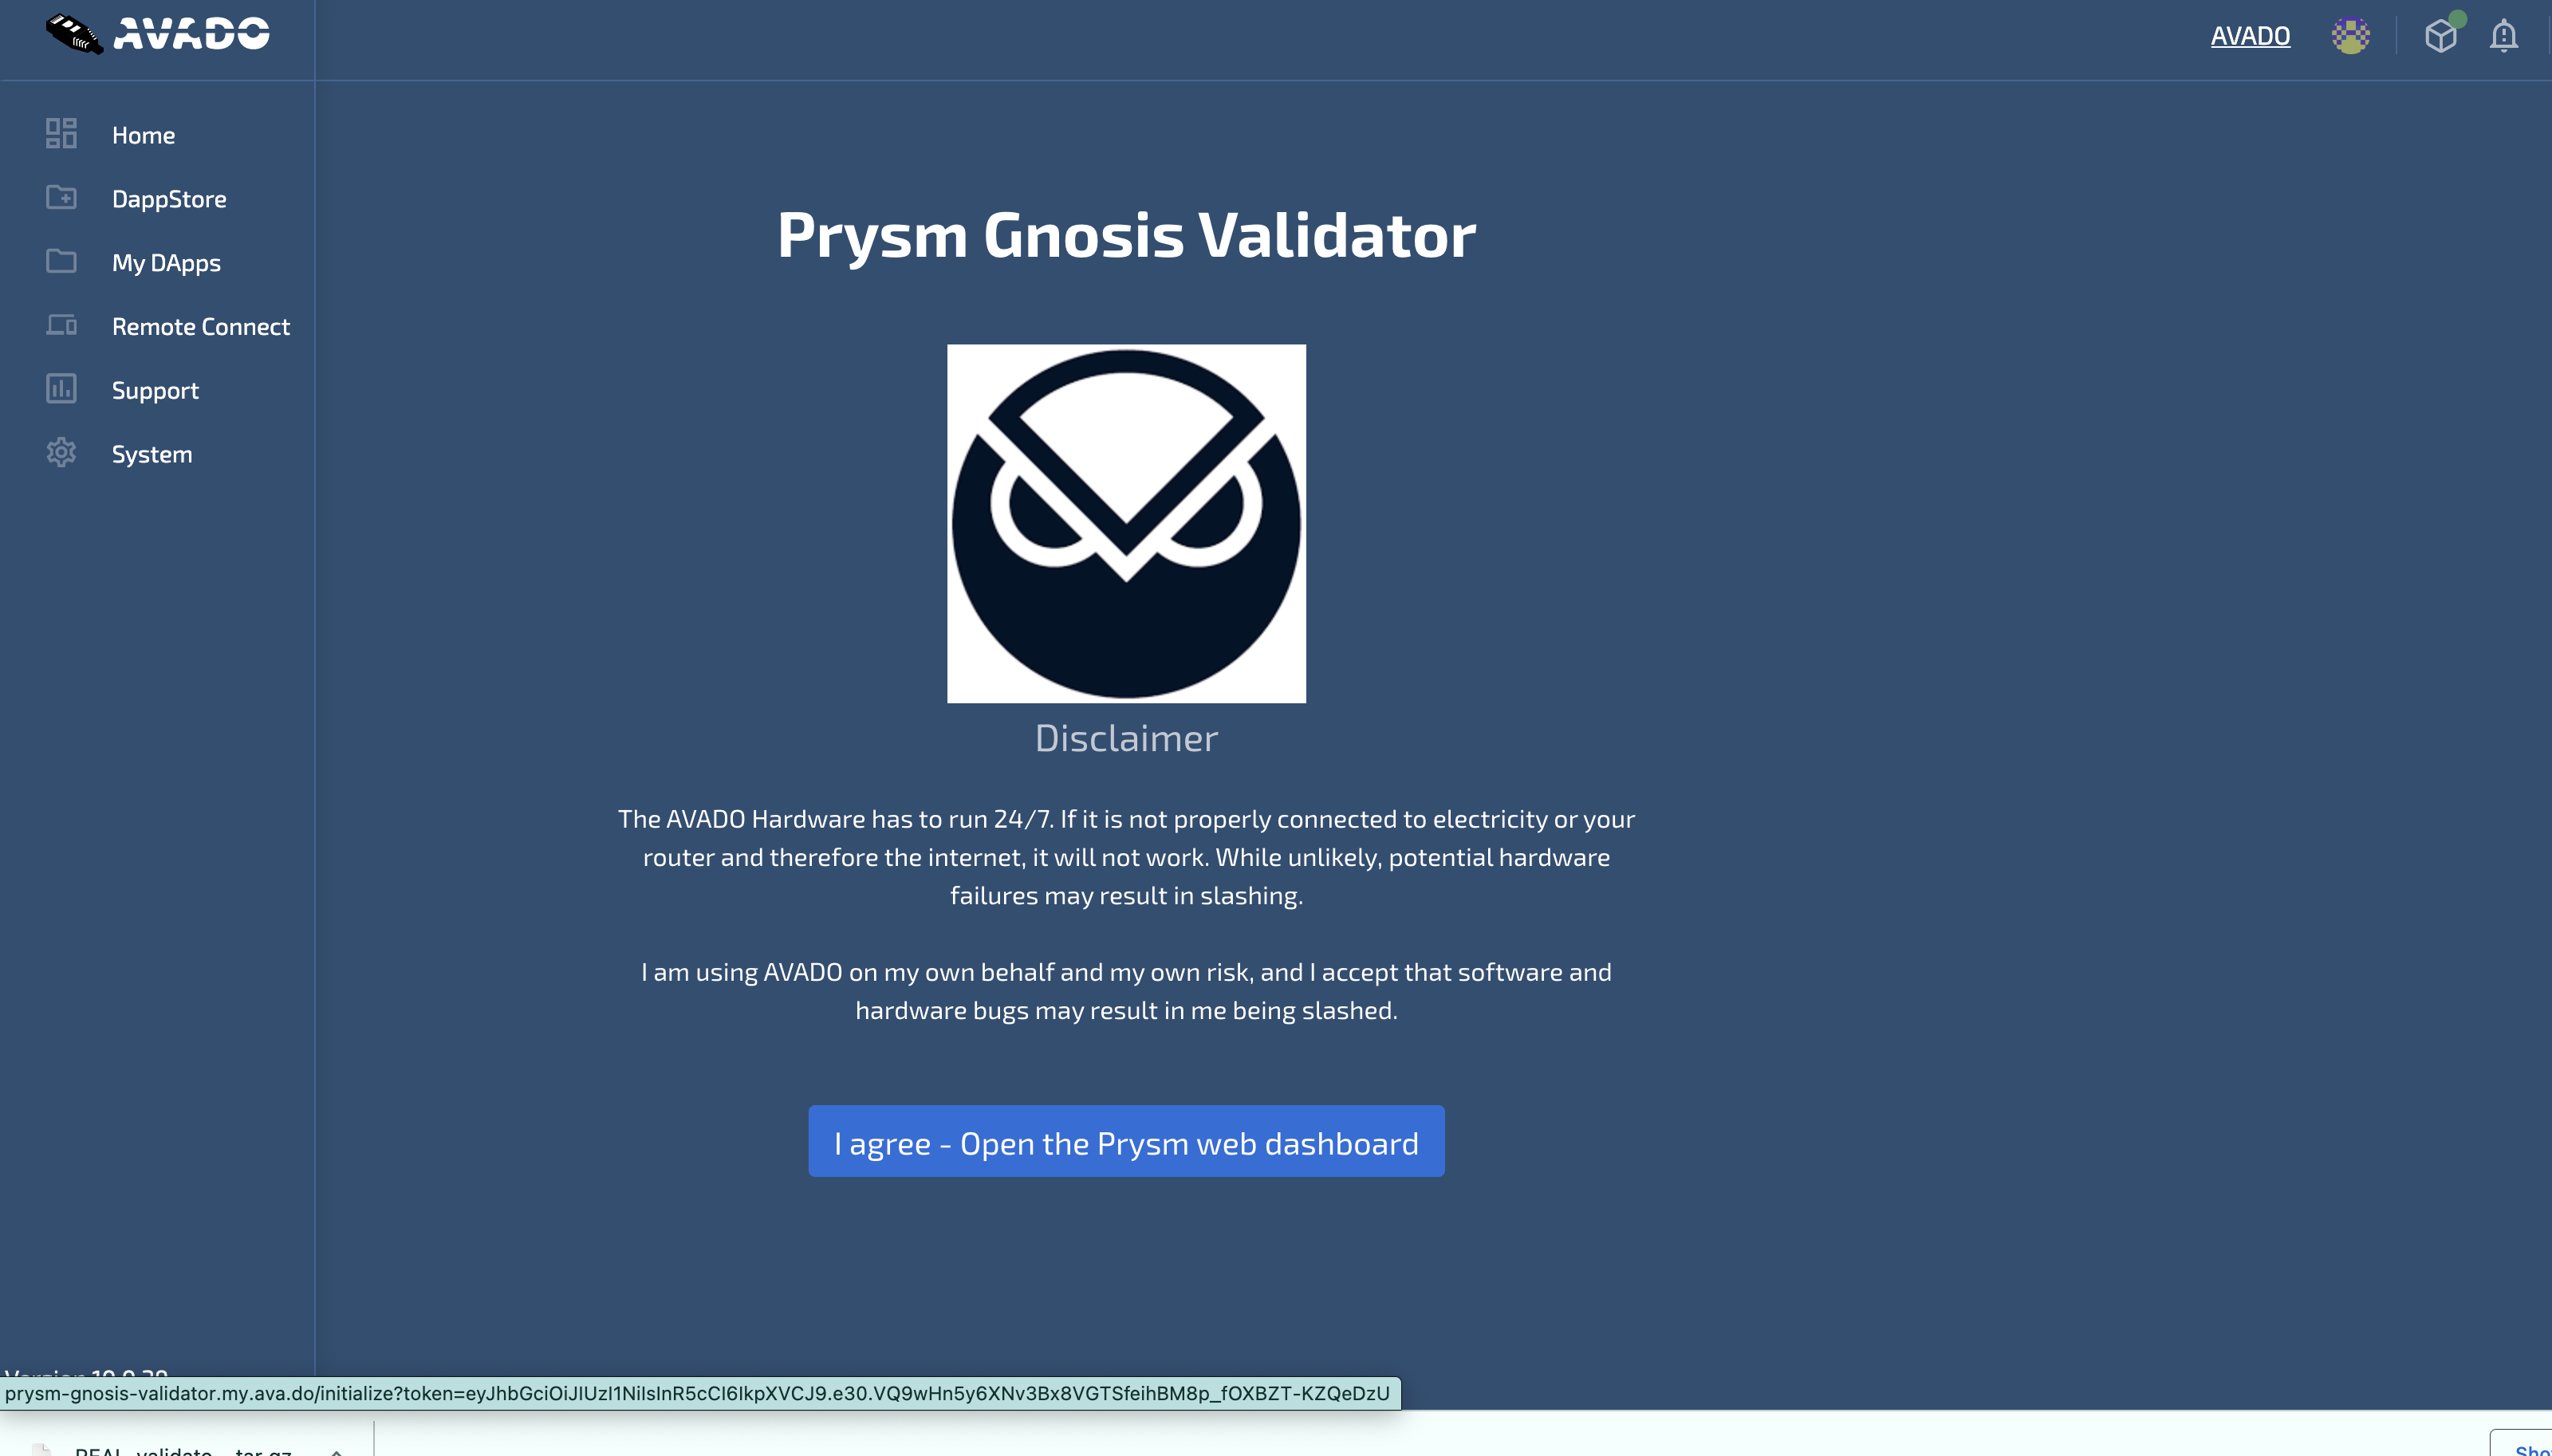 AVADO
AVADO
Home
DappStore
My DApps
Remote Connect
Support
System
Prysm Gnosis Validator
Disclaimer
The AVADO Hardware has to run 24/7. If it is not properly connected to electricity or your
router and therefore the internet, it will not work. While unlikely, potential hardware
failures may result in slashing.
I am using AVADO on my own behalf and my own risk, and I accept that software and
hardware bugs may result in me being slashed.
I agree - Open the Prysm web dashboard
Version
prysm-gnosis-validator.my.ava.do/initialize?token=eyJhbGciOiJIUzI1NiIsInR5cCI6IkpXVCJ9.e30.VQ9wHn5y6XNv3Bx8VGTSfeihBM8p_fOXBZT-KZQeDzU